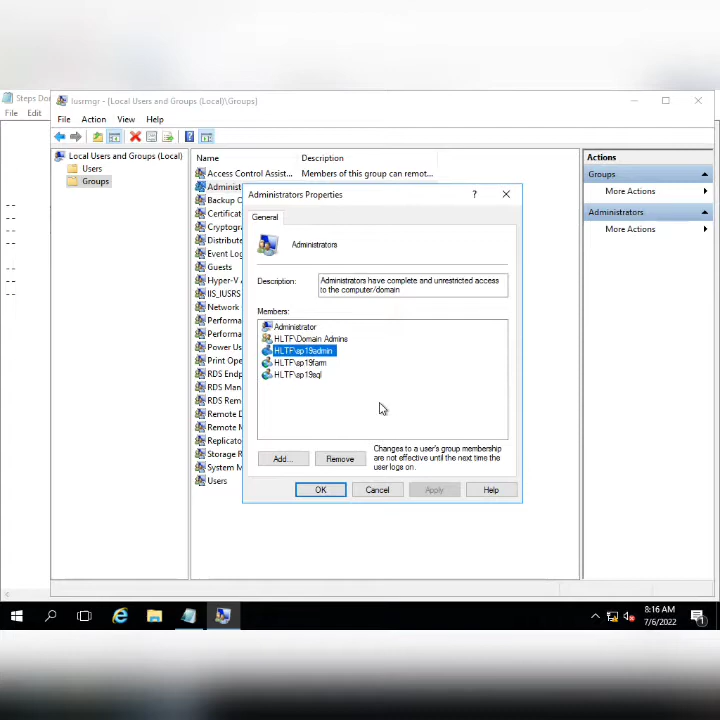 Steps Do
File Edit
lusrmgr - [Local Users and Groups (Local)\Groups]
File Action View Help
Local Users and Groups (Local)
Users
Groups
Name Description
Access Control Assist... Members of this group can remot...
Administ
Backup O
Certificat
Cryptogra
Distribute
Event Log
Guests
Hyper-V A
IIS_IUSRS
Network
Performa
Performa
Power Us
Print Ope
RDS Endp
RDS Man
RDS Rem
Remote D
Remote M
Replicato
Storage R
System M
Users
Actions
Groups
More Actions
Administrators
More Actions
Administrators Properties
General
Administrators
Description: Administrators have complete and unrestricted access
to the computer/domain
Members:
Administrator
HLTF\Domain Admins
HLTF\sp19admin
HLTF\sp19farm
HLTF\sp19sql
Add... Remove
Changes to a user's group membership
are not effective until the next time the
user logs on.
OK Cancel Apply Help
8:16 AM
7/6/2022
1